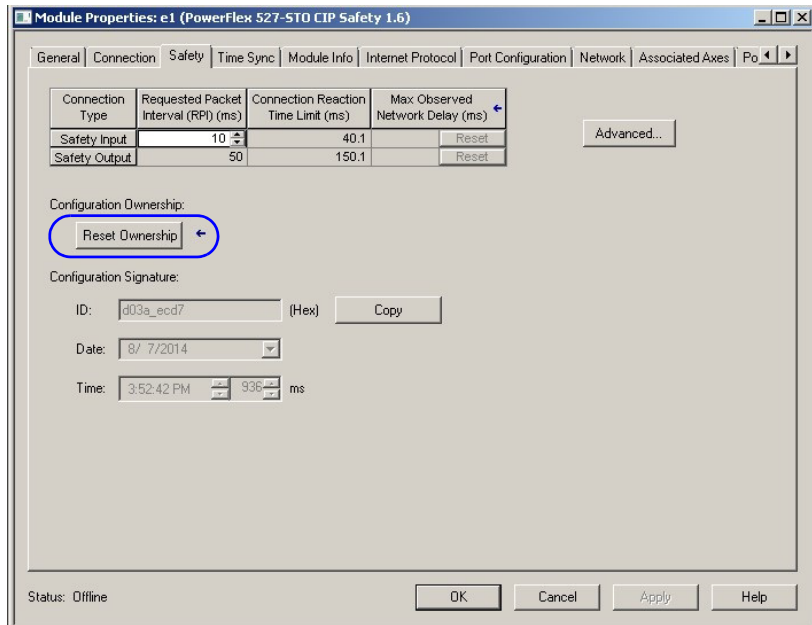 Module Properties: e1 (PowerFlex 527-STO CIP Safety 1.6)
General Connection Safety Time Sync Module Info Internet Protocol Port Configuration Network Associated Axes Po
Connection Type Requested Packet Interval (RPI) (ms) Connection Reaction Time Limit (ms) Max Observed Network Delay (ms)
Safety Input 10 40.1 Reset
Safety Output 50 150.1 Reset
Advanced...
Configuration Ownership:
Reset Ownership
Configuration Signature:
ID: d03a_ecd7 (Hex) Copy
Date: 8/ 7/2014
Time: 3:52:42 PM 936 ms
Status: Offline OK Cancel Apply Help